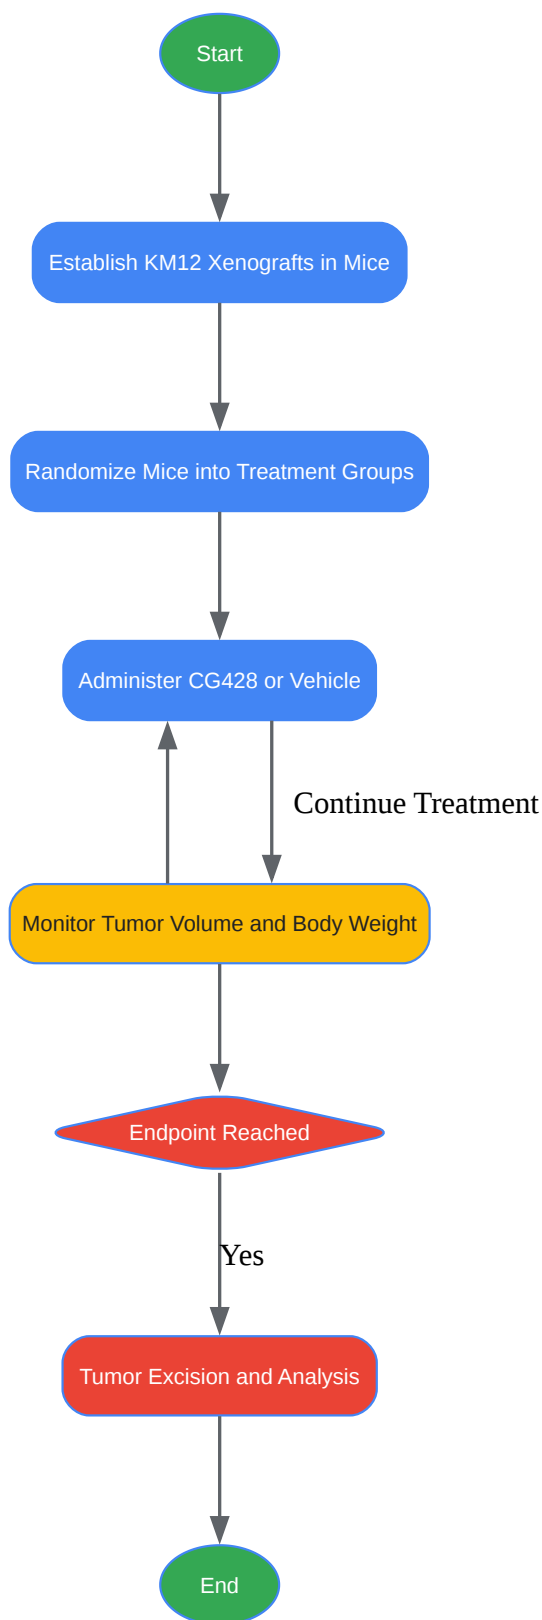 Start
Establish KM12 Xenografts in Mice
Randomize Mice into Treatment Groups
Administer CG428 or Vehicle
Continue Treatment
Monitor Tumor Volume and Body Weight
Endpoint Reached
Yes
Tumor Excision and Analysis
End